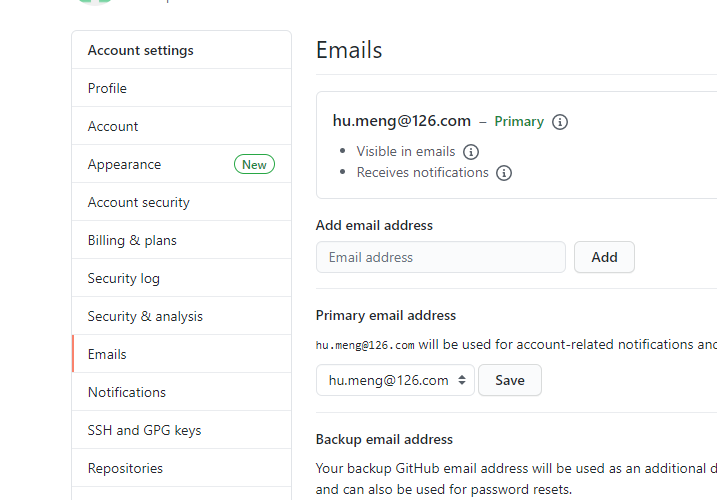 Account settings
Profile
Account
Appearance New
Account security
Billing & plans
Security log
Security & analysis
Emails
Notifications
SSH and GPG keys
Repositories
Emails
hu.meng@126.com – Primary
• Visible in emails
• Receives notifications
Add email address
Email address Add
Primary email address
hu.meng@126.com will be used for account-related notifications and
hu.meng@126.com Save
Backup email address
Your backup GitHub email address will be used as an additional d
and can also be used for password resets.